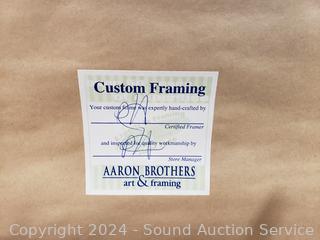 Custom Framing
Your custom frame was expertly hand-crafted by
Certified Framer
and inspected for quality workmanship by
Store Manager
AARON BROTHERS
art & framing
Copyright © 2024 - Sound Auction Service